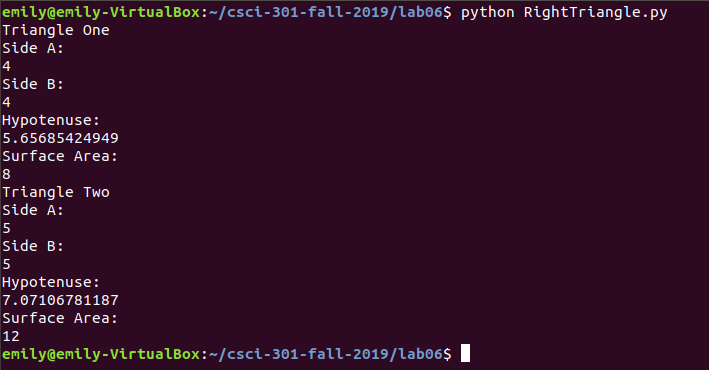 emily@emily-VirtualBox:~/csci-301-fall-2019/lab06$ python RightTriangle.py
Triangle One
Side A:
4
Side B:
4
Hypotenuse:
5.65685424949
Surface Area:
8
Triangle Two
Side A:
5
Side B:
5
Hypotenuse:
7.07106781187
Surface Area:
12
emily@emily-VirtualBox:~/csci-301-fall-2019/lab06$